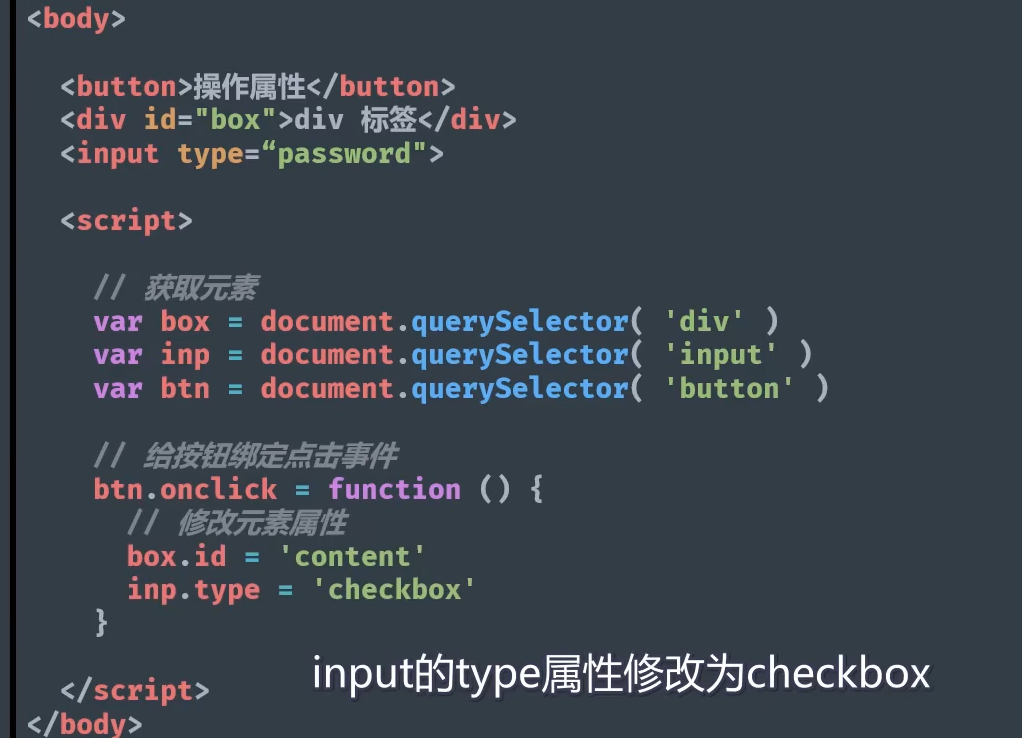 <body>
<button>操作属性</button>
<div id="box">div 标签</div>
<input type=“password">
<script>
// 获取元素
var box = document.querySelector( 'div' )
var inp = document.querySelector( 'input' )
var btn = document.querySelector( 'button' )
// 给按钮绑定点击事件
btn.onclick = function () {
// 修改元素属性
box.id = 'content'
inp.type = 'checkbox'
}
</script>
</body>
input的type属性修改为checkbox